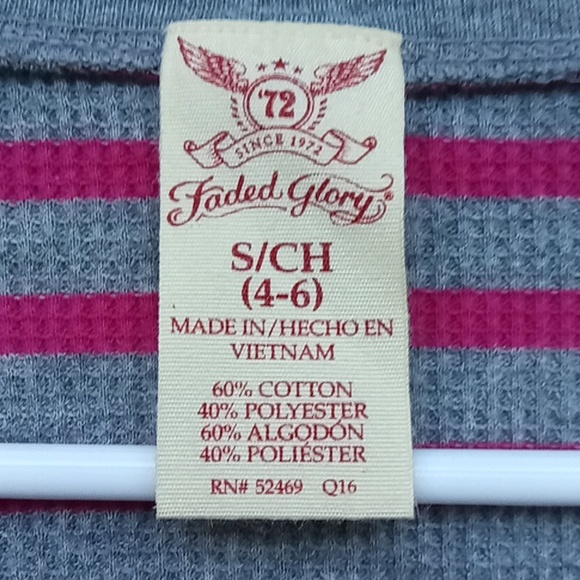 '72
SINCE 1972
Faded Glory®
S/CH
(4-6)
MADE IN/HECHO EN
VIETNAM
60% COTTON
40% POLYESTER
60% ALGODÓN
40% POLIÉSTER
RN# 52469 Q16